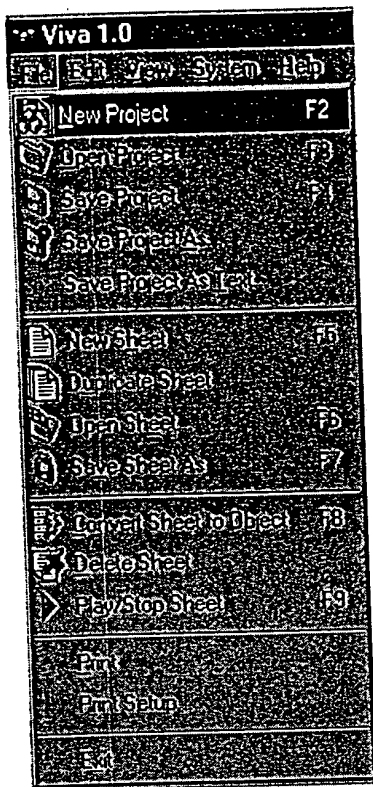 Viva 1.0
File Edit View System Help
New Project F2
Open Project F3
Save Project F4
Save Project As
Save Project As Text
New Sheet F5
Duplicate Sheet
Open Sheet F6
Save Sheet As F7
Convert Sheet to Object F8
Delete Sheet
Play/Stop Sheet F9
Print
Print Setup
Exit